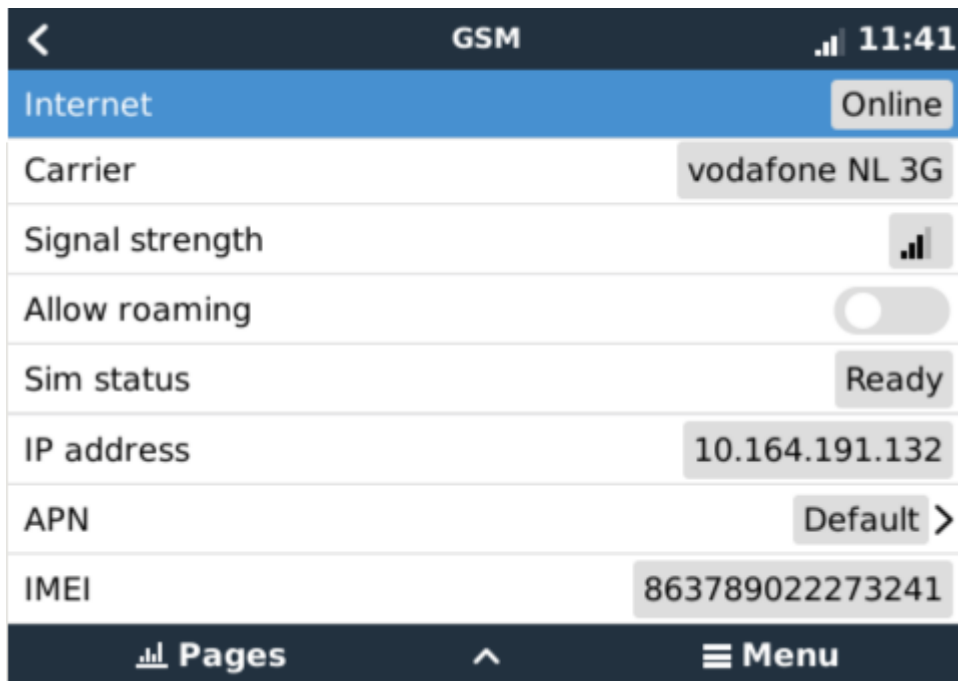 GSM 11:41
Internet Online
Carrier vodafone NL 3G
Signal strength
Allow roaming
Sim status Ready
IP address 10.164.191.132
APN Default
IMEI 863789022273241
Pages Menu